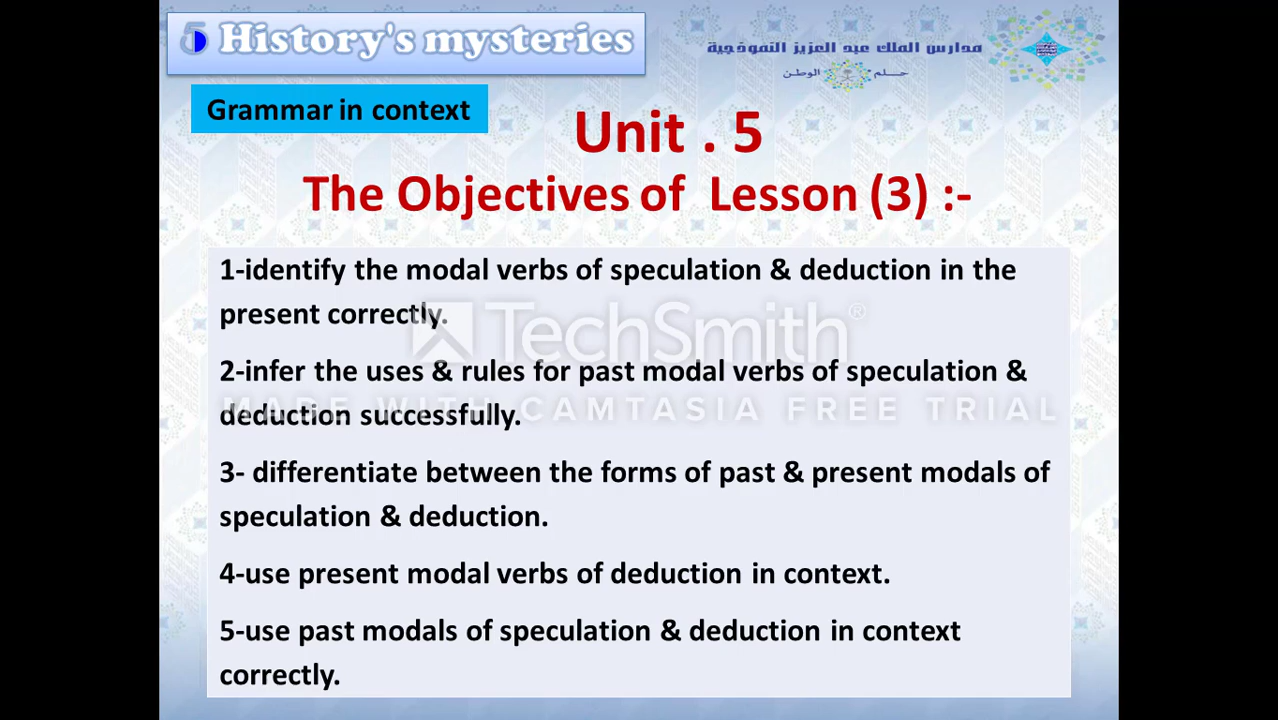 5 History's mysteries
مدارس الملك عبد العزيز النموذجية
حلم الوطن
Grammar in context
Unit . 5
The Objectives of Lesson (3) :-
1-identify the modal verbs of speculation & deduction in the
present correctly.
TechSmith®
2-infer the uses & rules for past modal verbs of speculation &
deduction successfully.
MADE WITH CAMTASIA FREE TRIAL
3- differentiate between the forms of past & present modals of
speculation & deduction.
4-use present modal verbs of deduction in context.
5-use past modals of speculation & deduction in context
correctly.